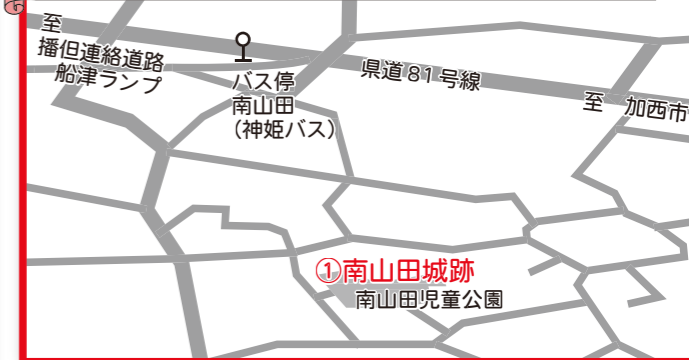 至
播但連絡道路
船津ランプ
バス停
南山田
（神姫バス）
県道81号線
至 加西市
①南山田城跡
南山田児童公園